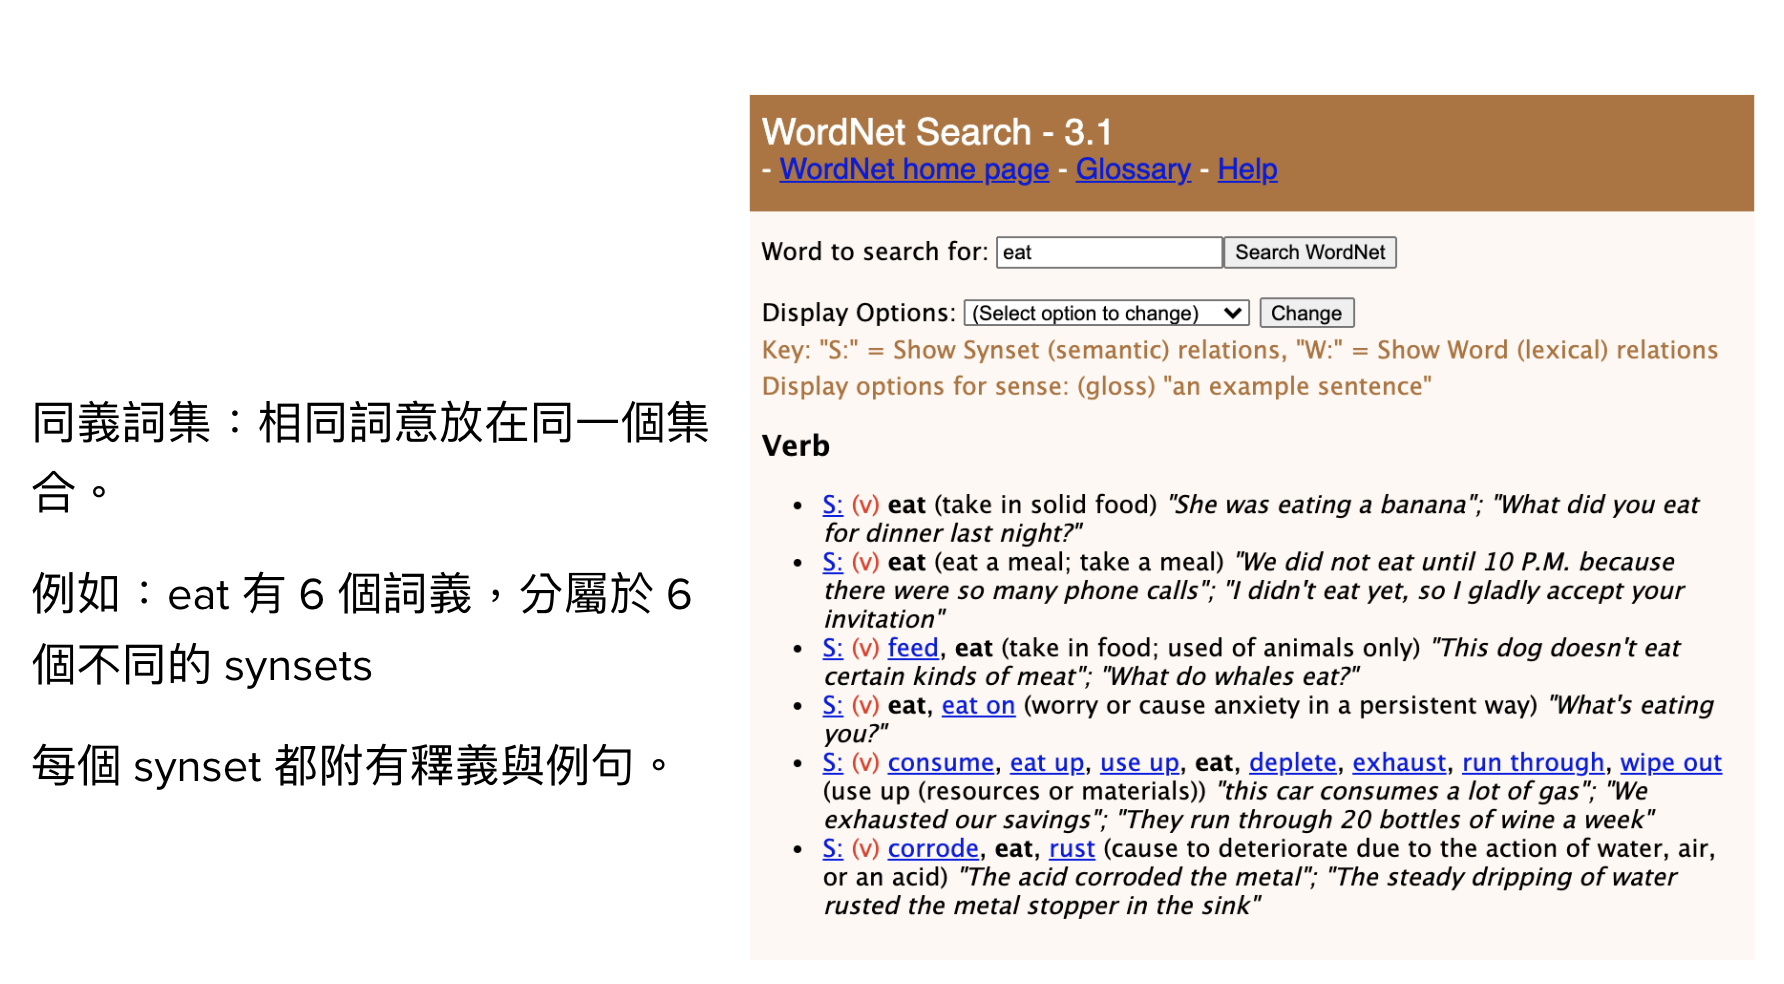 同義詞集：相同詞意放在同一個集
合。
例如：eat 有 6 個詞義，分屬於 6
個不同的 synsets
每個 synset 都附有釋義與例句。
WordNet Search - 3.1
- WordNet home page - Glossary - Help
Word to search for: eat Search WordNet
Display Options: (Select option to change) Change
Key: "S:" = Show Synset (semantic) relations, "W:" = Show Word (lexical) relations
Display options for sense: (gloss) "an example sentence"
Verb
• S: (v) eat (take in solid food) "She was eating a banana"; "What did you eat
for dinner last night?"
• S: (v) eat (eat a meal; take a meal) "We did not eat until 10 P.M. because
there were so many phone calls"; "I didn't eat yet, so I gladly accept your
invitation"
• S: (v) feed, eat (take in food; used of animals only) "This dog doesn't eat
certain kinds of meat"; "What do whales eat?"
• S: (v) eat, eat on (worry or cause anxiety in a persistent way) "What's eating
you?"
• S: (v) consume, eat up, use up, eat, deplete, exhaust, run through, wipe out
(use up (resources or materials)) "this car consumes a lot of gas"; "We
exhausted our savings"; "They run through 20 bottles of wine a week"
• S: (v) corrode, eat, rust (cause to deteriorate due to the action of water, air,
or an acid) "The acid corroded the metal"; "The steady dripping of water
rusted the metal stopper in the sink"